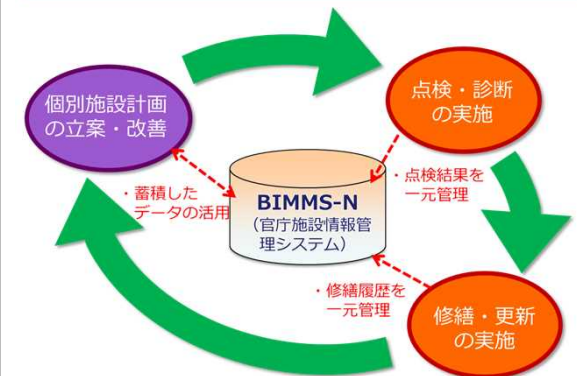 個別施設計画
の立案・改善
点検・診断
の実施
・蓄積した
データの活用
BIMMS-N
（官庁施設情報管
理システム）
・点検結果を
一元管理
・修繕履歴を
一元管理
修繕・更新
の実施